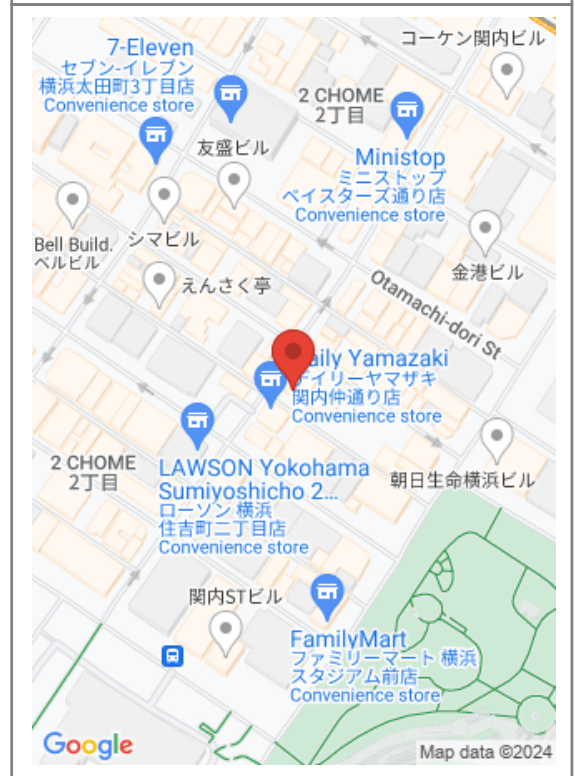 コーケン関内ビル
7-Eleven
セブン-イレブン
横浜太田町3丁目店
Convenience store
2 CHOME
2丁目
友盛ビル
Ministop
ミニストップ
ベイスターズ通り店
Convenience store
Bell Build.
ベルビル
シマビル
金港ビル
えんさく亭
Otamachi-dori St
aily Yamazaki
デイリーヤマザキ
関内仲通り店
Convenience store
2 CHOME
2丁目
LAWSON Yokohama
Sumiyoshicho 2...
ローソン 横浜
住吉町二丁目店
Convenience store
朝日生命横浜ビル
関内STビル
FamilyMart
ファミリーマート 横浜
スタジアム前店
Convenience store
Google
Map data ©2024